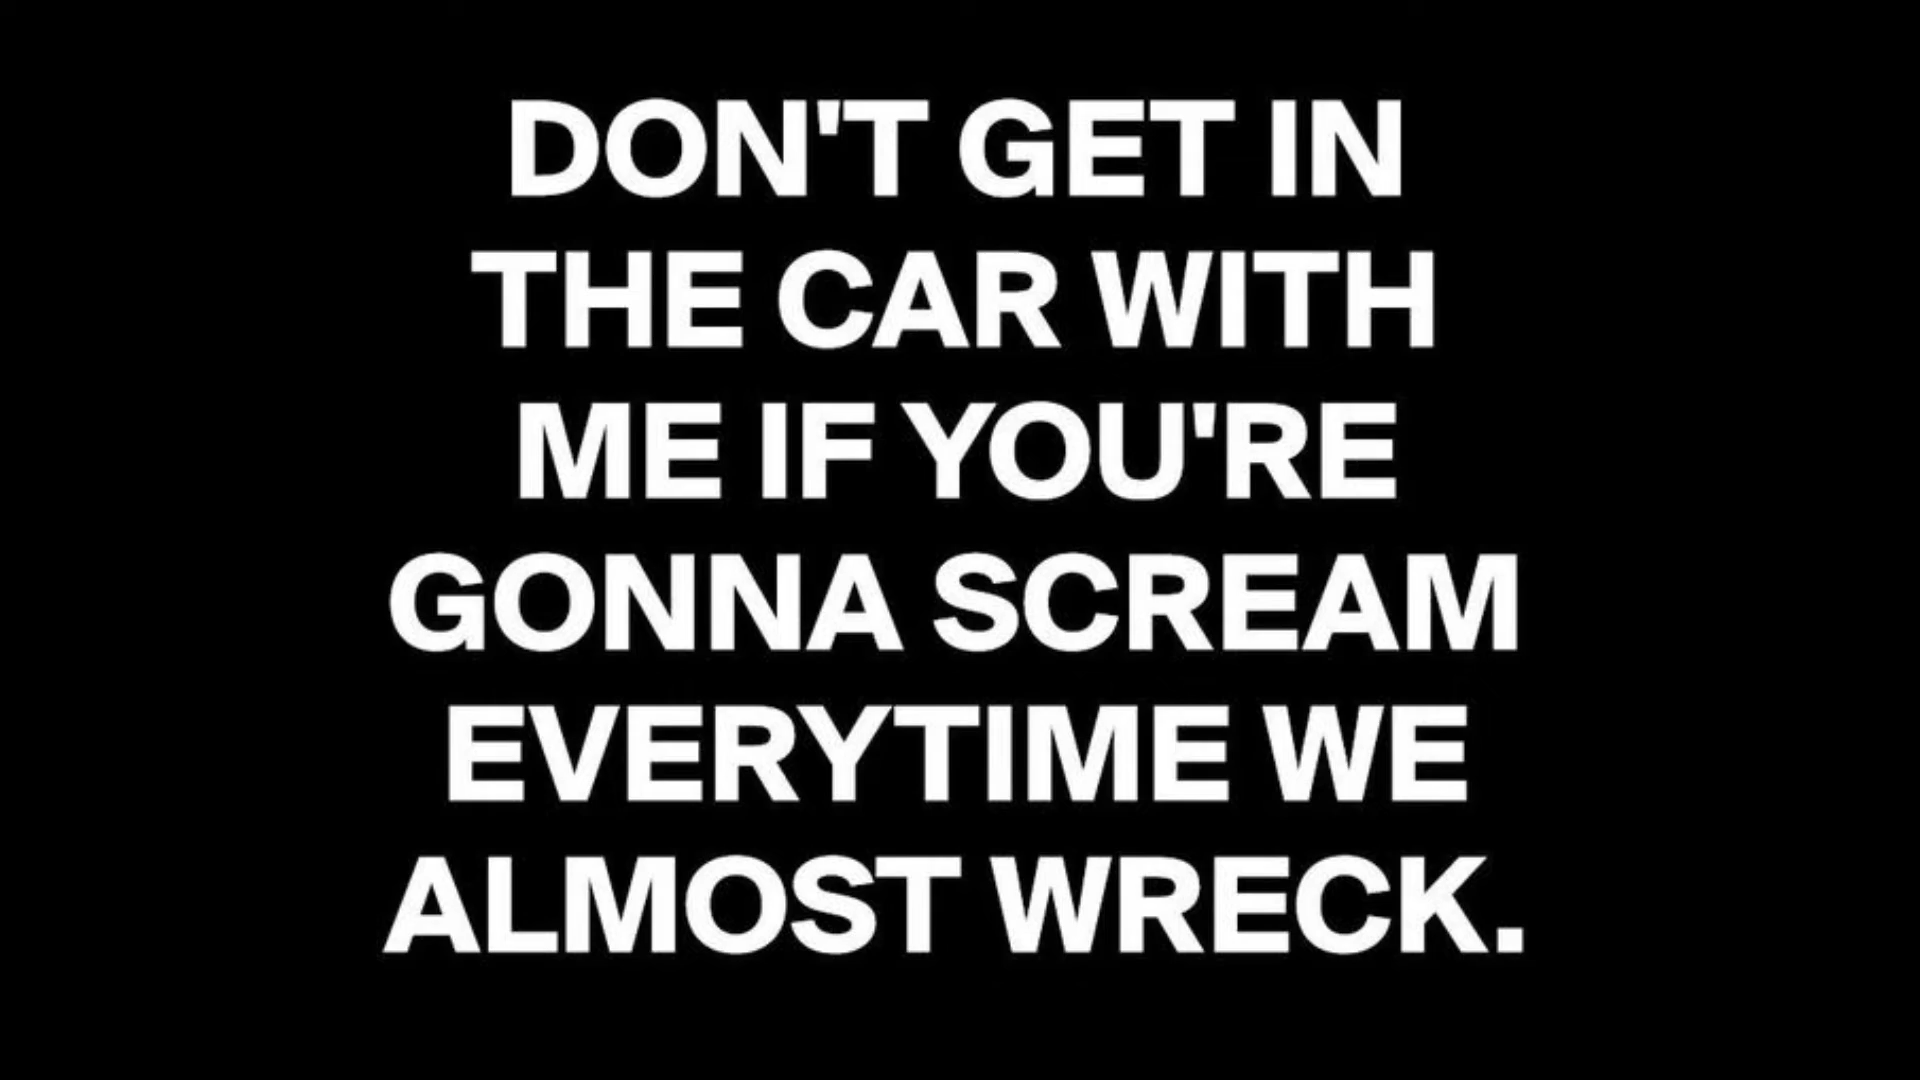 DON'T GET IN
THE CAR WITH
ME IF YOU'RE
GONNA SCREAM
EVERYTIME WE
ALMOST WRECK.